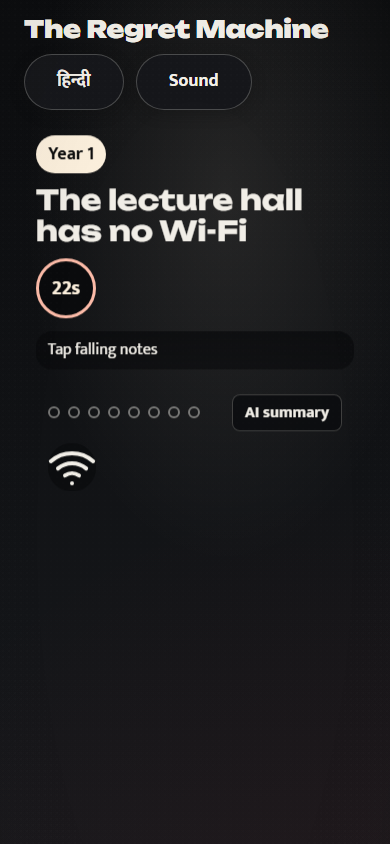 The Regret Machine
हिन्दी
Sound
Year 1
The lecture hall
has no Wi-Fi
22s
Tap falling notes
AI summary